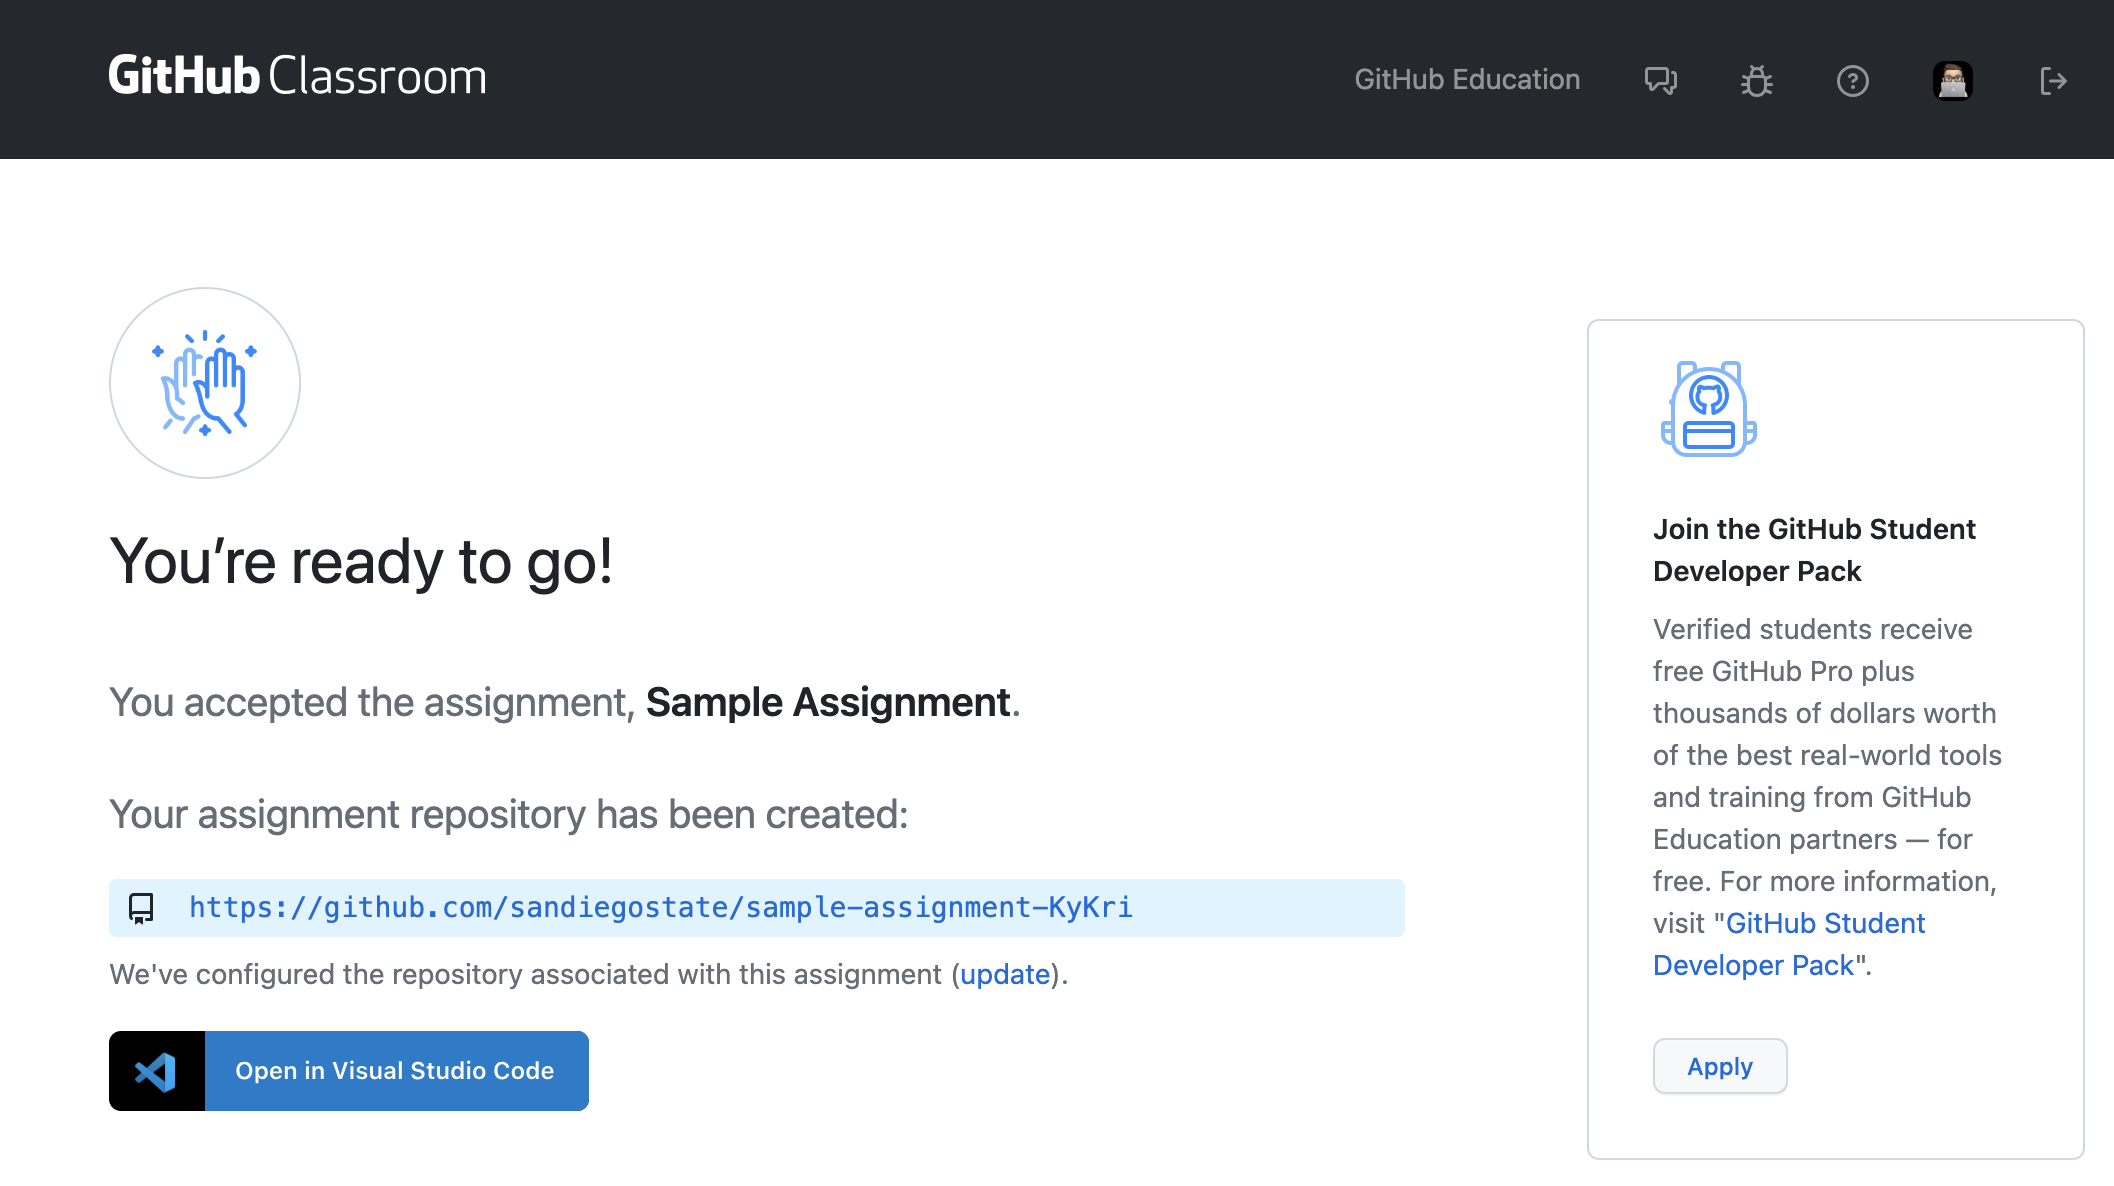 GitHub Classroom
GitHub Education
You’re ready to go!
You accepted the assignment, Sample Assignment.
Your assignment repository has been created:
https://github.com/sandiegostate/sample-assignment-KyKri
We've configured the repository associated with this assignment (update).
Open in Visual Studio Code
Join the GitHub Student
Developer Pack
Verified students receive
free GitHub Pro plus
thousands of dollars worth
of the best real-world tools
and training from GitHub
Education partners — for
free. For more information,
visit "GitHub Student
Developer Pack".
Apply